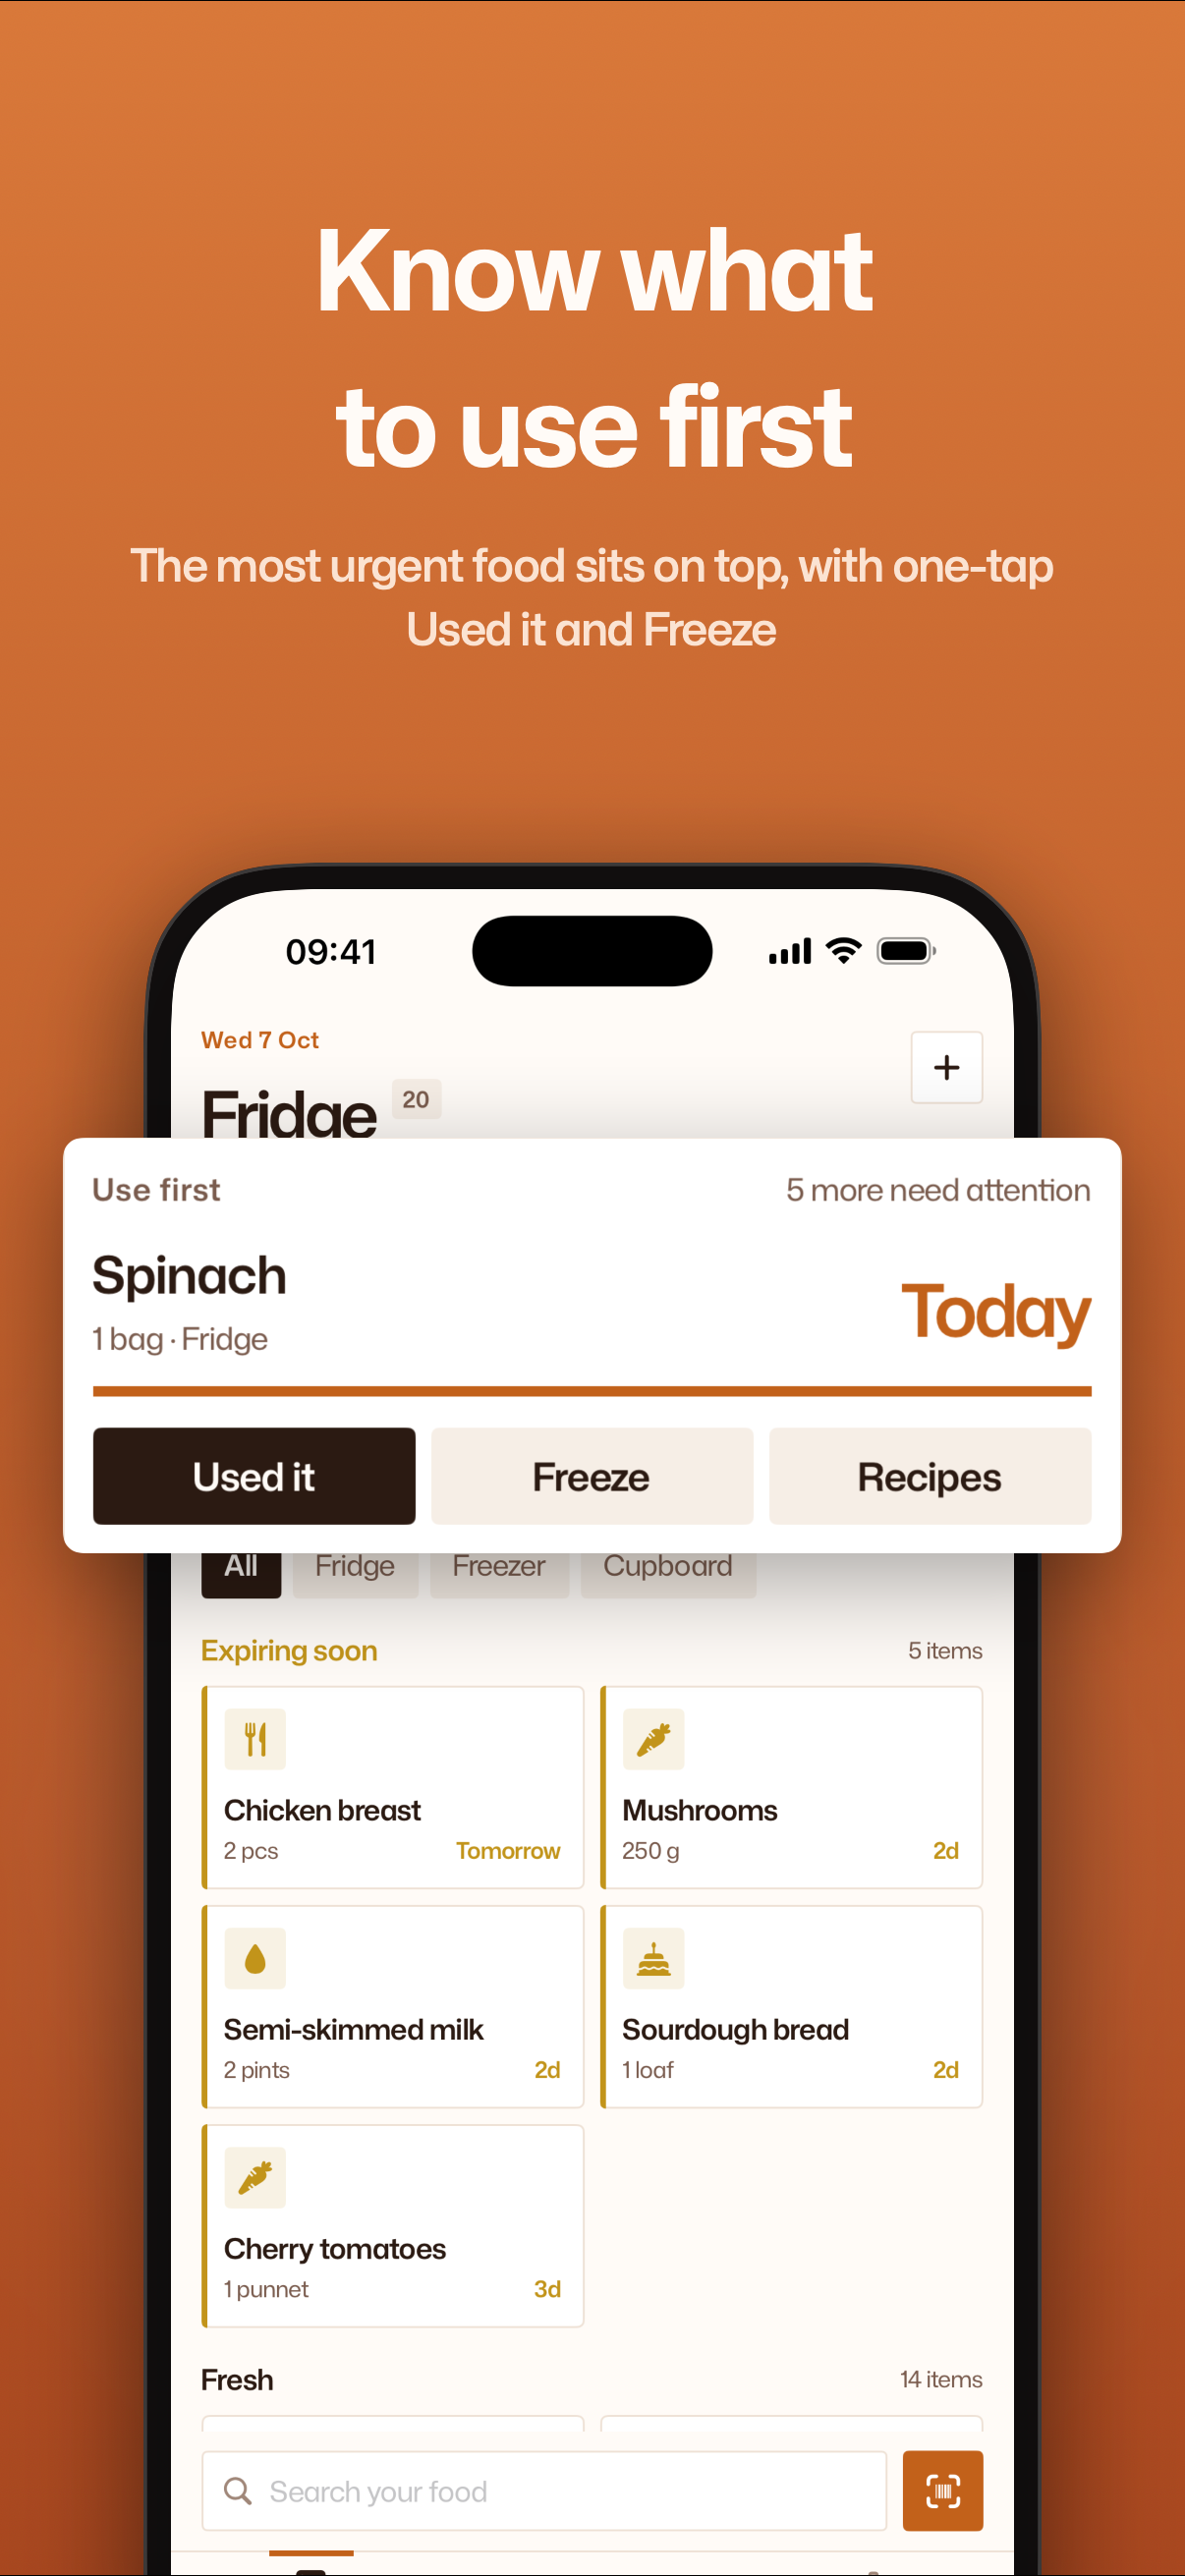 Know what
to use first
The most urgent food sits on top, with one-tap
Used it and Freeze
09:41
Wed 7 Oct
Fridge 20
Use first 5 more need attention
Spinach
1 bag · Fridge
Today
Used it Freeze Recipes
All Fridge Freezer Cupboard
Expiring soon 5 items
Chicken breast
2 pcs Tomorrow
Mushrooms
250 g 2d
Semi-skimmed milk
2 pints 2d
Sourdough bread
1 loaf 2d
Cherry tomatoes
1 punnet 3d
Fresh 14 items
Search your food